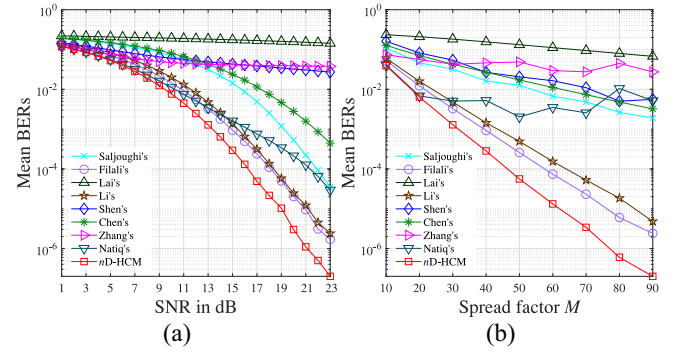 Mean BERs
10^0
10^-2
10^-4
10^-6
Saljoughi's
Filali's
Lai's
Li's
Shen's
Chen's
Zhang's
Natiq's
nD-HCM
1 3 5 7 9 11 13 15 17 19 21 23
SNR in dB
(a)
Mean BERs
10^0
10^-2
10^-4
10^-6
Saljoughi's
Filali's
Lai's
Li's
Shen's
Chen's
Zhang's
Natiq's
nD-HCM
10 20 30 40 50 60 70 80 90
Spread factor M
(b)